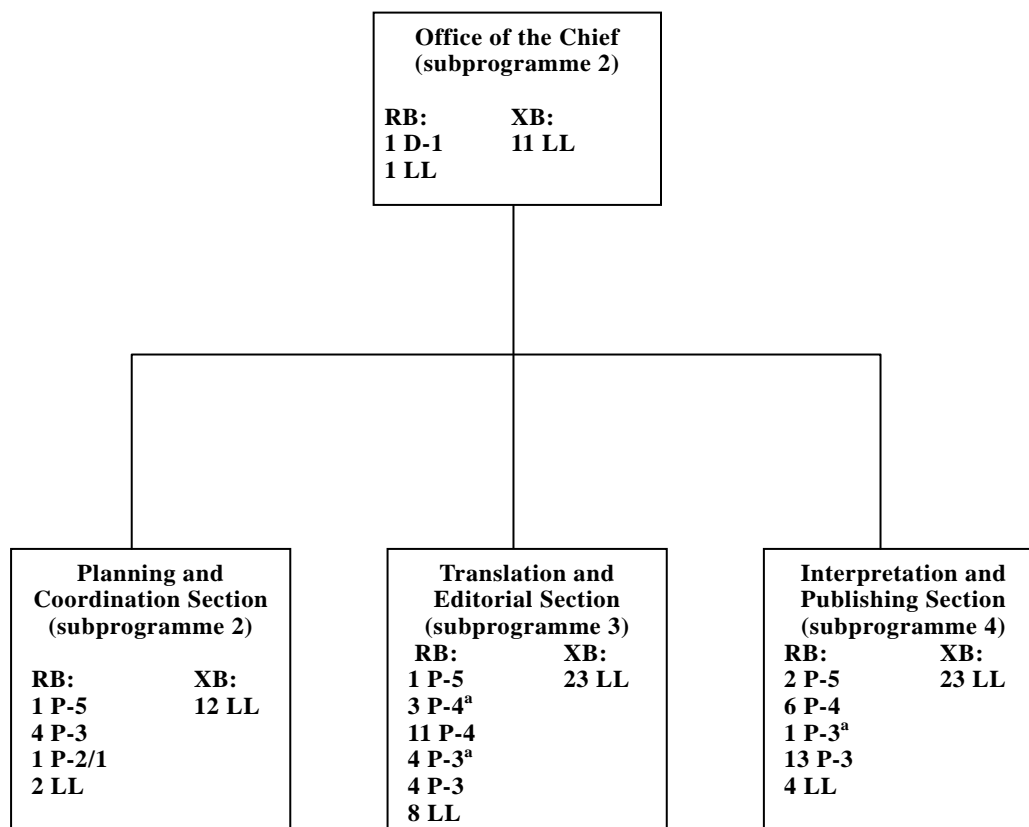 Office of the Chief
(subprogramme 2)
RB: XB:
1 D-1 11 LL
1 LL
Planning and
Coordination Section
(subprogramme 2)
RB: XB:
1 P-5 12 LL
4 P-3
1 P-2/1
2 LL
Translation and
Editorial Section
(subprogramme 3)
RB: XB:
1 P-5 23 LL
3 P-4ᵃ
11 P-4
4 P-3ᵃ
4 P-3
8 LL
Interpretation and
Publishing Section
(subprogramme 4)
RB: XB:
2 P-5 23 LL
6 P-4
1 P-3ᵃ
13 P-3
4 LL